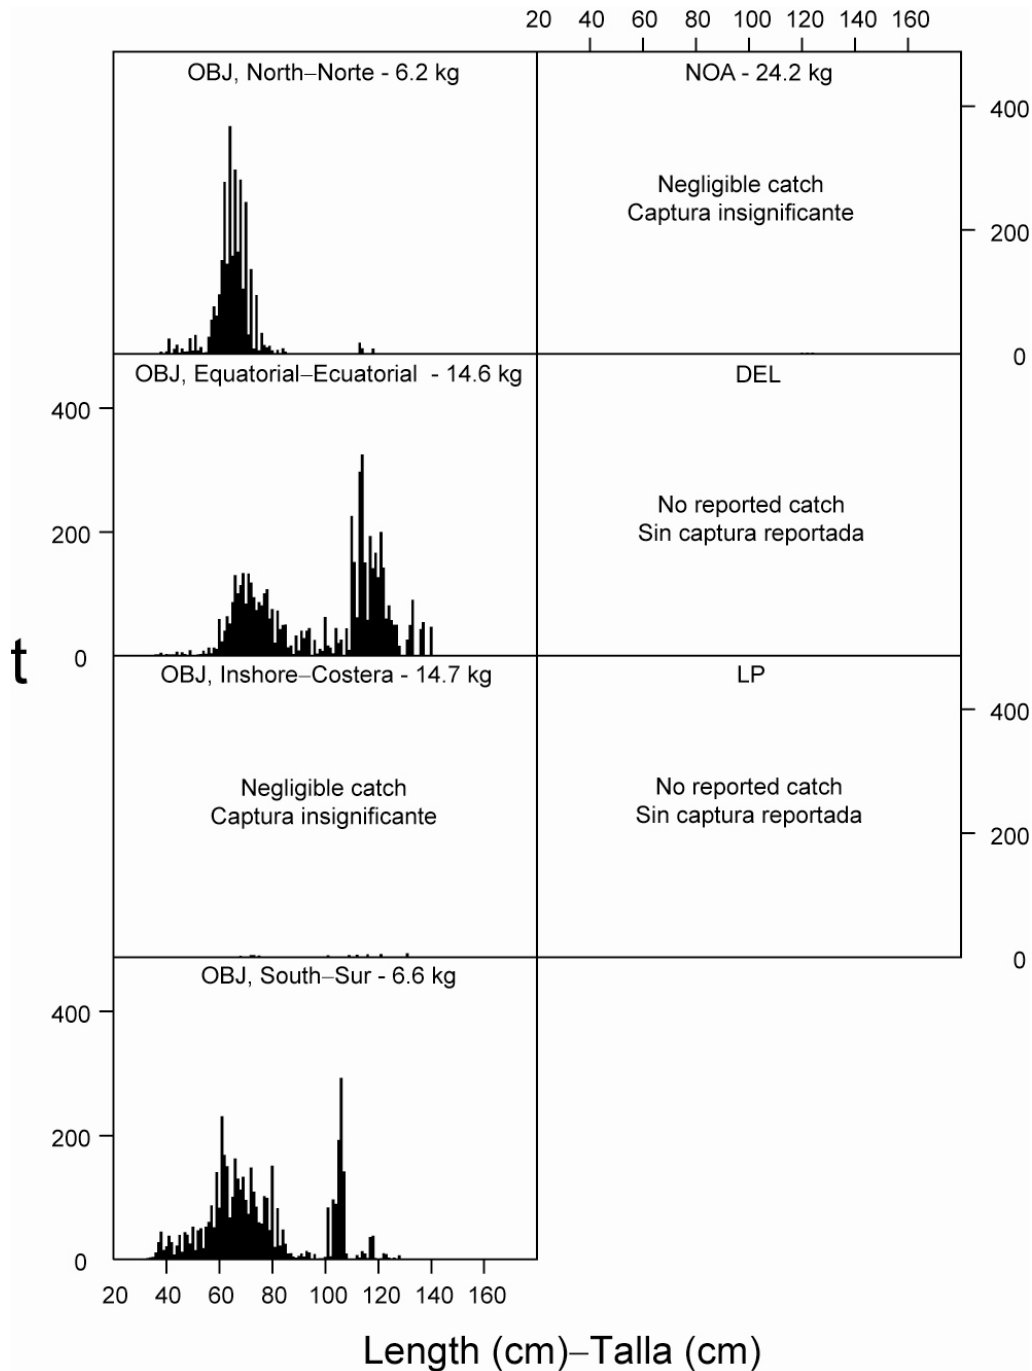 20 40 60 80 100 120 140 160
OBJ, North–Norte - 6.2 kg
NOA - 24.2 kg
400
Negligible catch
Captura insignificante
200
0
OBJ, Equatorial–Ecuatorial - 14.6 kg
DEL
400
No reported catch
Sin captura reportada
200
t
0
OBJ, Inshore–Costera - 14.7 kg
LP
400
Negligible catch
Captura insignificante
No reported catch
Sin captura reportada
200
0
OBJ, South–Sur - 6.6 kg
400
200
0
20 40 60 80 100 120 140 160
Length (cm)–Talla (cm)